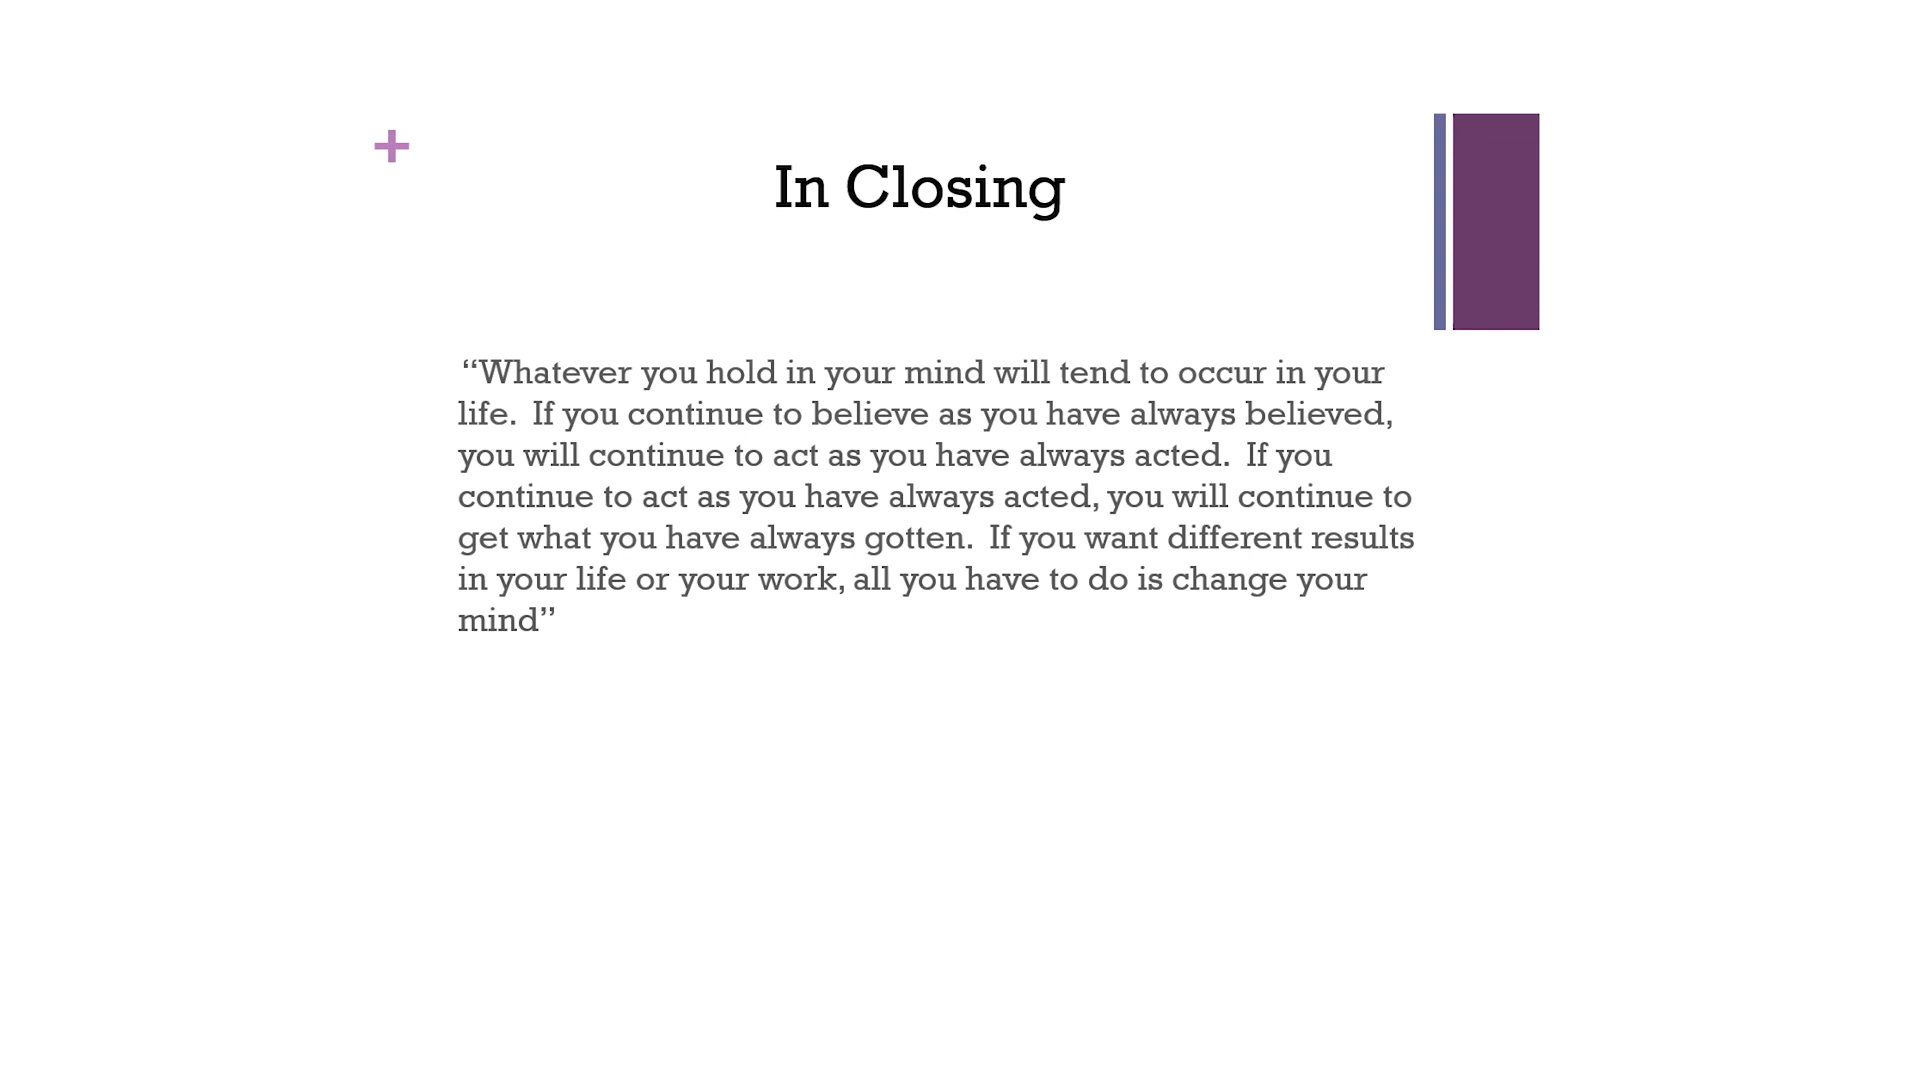 +
In Closing
“Whatever you hold in your mind will tend to occur in your
life.  If you continue to believe as you have always believed,
you will continue to act as you have always acted.  If you
continue to act as you have always acted, you will continue to
get what you have always gotten.  If you want different results
in your life or your work, all you have to do is change your
mind”